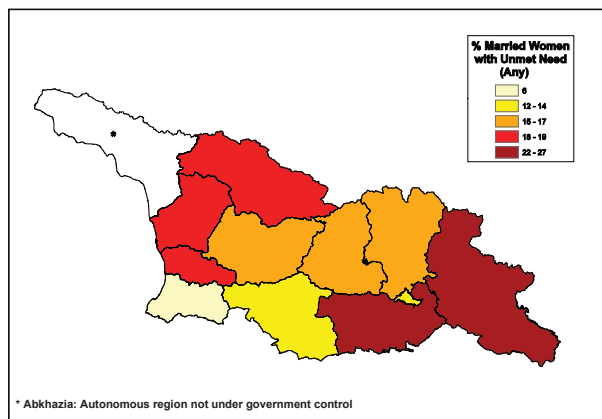 % Married Women
with Unmet Need
(Any)
6
12 - 14
15 - 17
18 - 19
22 - 27
*
* Abkhazia: Autonomous region not under government control